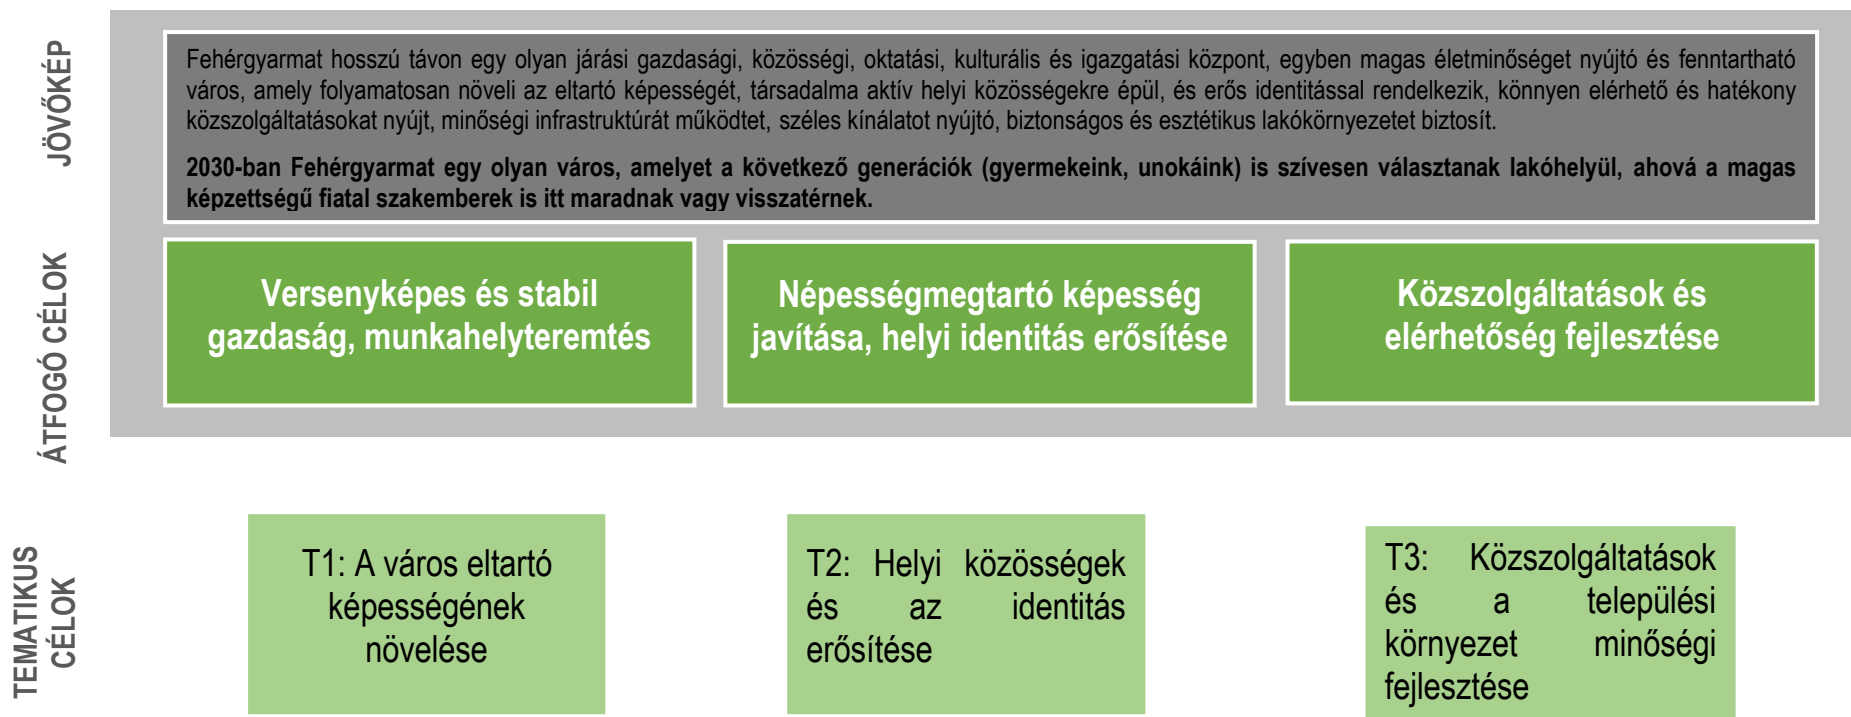 JÖVŐKÉP
Fehérgyarmat hosszú távon egy olyan járási gazdasági, közösségi, oktatási, kulturális és igazgatási központ, egyben magas életminőséget nyújtó és fenntartható
város, amely folyamatosan növeli az eltartó képességét, társadalma aktív helyi közösségekre épül, és erős identitással rendelkezik, könnyen elérhető és hatékony
közszolgáltatásokat nyújt, minőségi infrastruktúrát működtet, széles kínálatot nyújtó, biztonságos és esztétikus lakókörnyezetet biztosít.
2030-ban Fehérgyarmat egy olyan város, amelyet a következő generációk (gyermekeink, unokáink) is szívesen választanak lakóhelyül, ahová a magas
képzettségű fiatal szakemberek is itt maradnak vagy visszatérnek.
ÁTFOGÓ CÉLOK
Versenyképes és stabil
gazdaság, munkahelyteremtés
Népességmegtartó képesség
javítása, helyi identitás erősítése
Közszolgáltatások és
elérhetőség fejlesztése
TEMATIKUS
CÉLOK
T1: A város eltartó
képességének
növelése
T2: Helyi közösségek
és az identitás
erősítése
T3: Közszolgáltatások
és a települési
környezet minőségi
fejlesztése